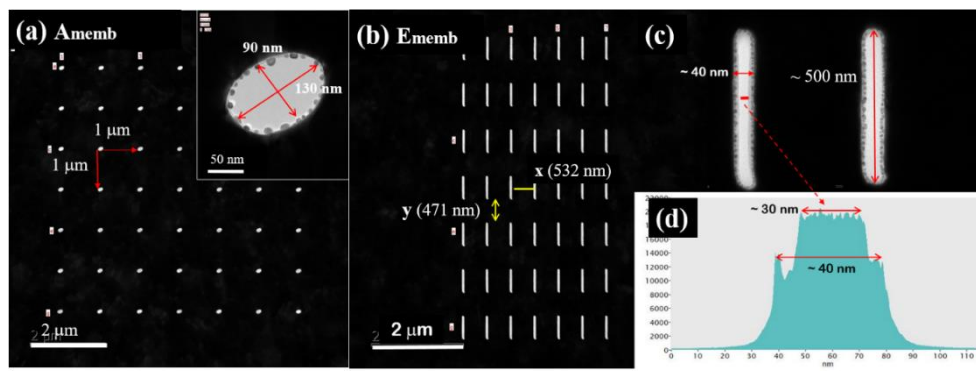 (a) Amemb
90 nm
130 nm
50 nm
1 μm
1 μm
2 μm
(b) Ememb
x (532 nm)
y (471 nm)
2 μm
(c)
~ 40 nm
~ 500 nm
(d)
~ 30 nm
~ 40 nm
16000
14000
12000
10000
8000
6000
4000
2000
0
0 10 20 30 40 50 60 70 80 90 100 110
nm